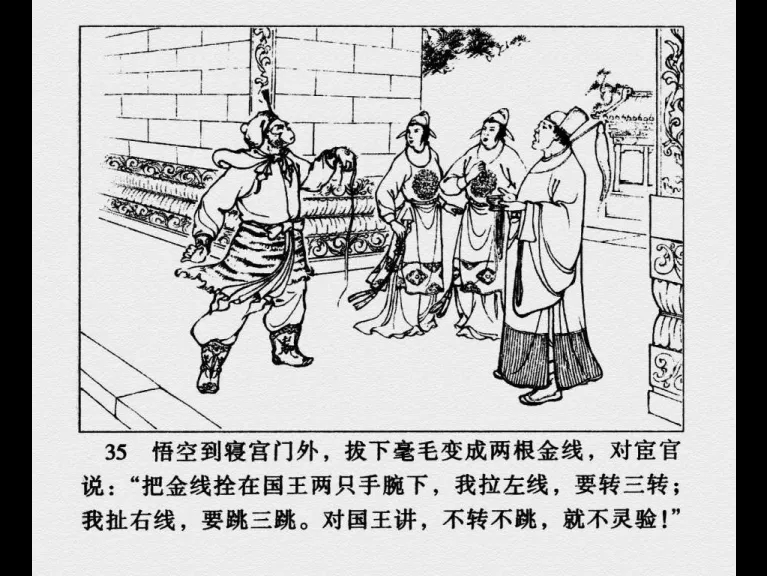 35 悟空到寝宫门外，拔下毫毛变成两根金线，对宦官
说：“把金线拴在国王两只手腕下，我拉左线，要转三转；
我扯右线，要跳三跳。对国王讲，不转不跳，就不灵验！”